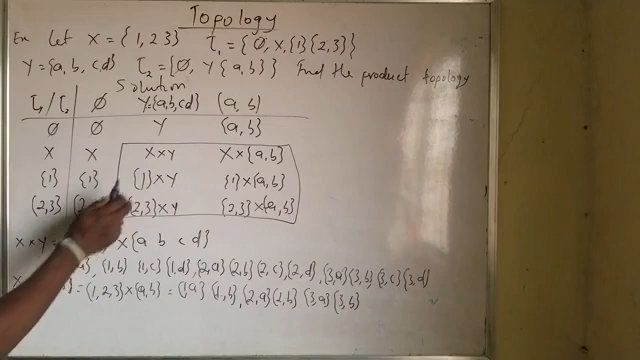 Topology
Ex let X = {1, 2 3} τ₁ = {∅, X, {1} {2,3}}
Y = {a, b, c, d} τ₂ = {∅, Y {a, b}} Find the product topology
Solution
∅ Y={a,b,c,d} (a, b)
∅ ∅ Y {a, b}
X X X×Y X×{a,b}
{1} {1} {1}×Y {1}×{a,b}
{2,3} {2,3}×Y {2,3}×{a,b}
X×Y = ×{a b c d}
(1,b) (1,c) (1,d), (2,a) (2,b) (2,c) (2,d), (3,a) (3,b) (3,c) (3,d)
= (1,2,3)×(a,b) = (1,a) (1,b), (2,a) (2,b) (3,a) (3,b)